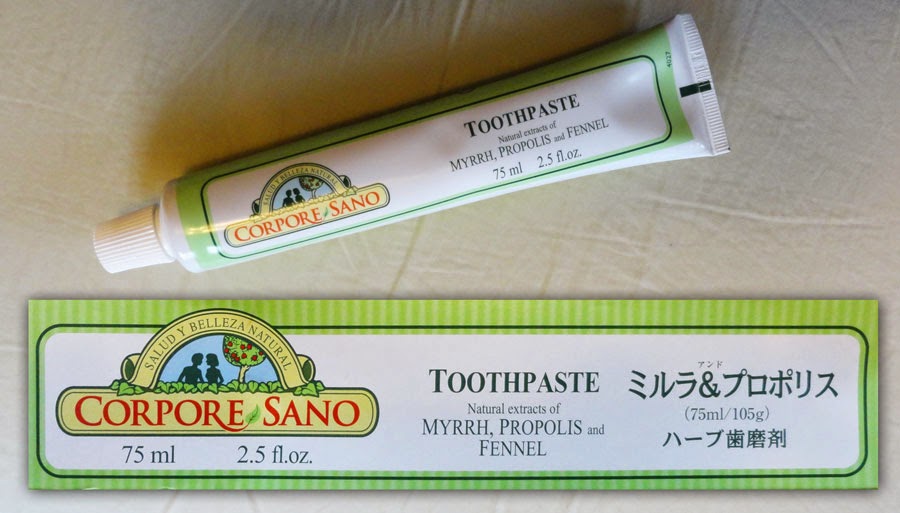 TOOTHPASTE
Natural extracts of
MYRRH, PROPOLIS and FENNEL
75 ml 2.5 fl.oz.
SALUD Y BELLEZA NATURAL
CORPORE SANO
4027
SALUD Y BELLEZA NATURAL
CORPORE SANO
75 ml 2.5 fl.oz.
TOOTHPASTE
Natural extracts of
MYRRH, PROPOLIS and
FENNEL
アンド
ミルラ&プロポリス
(75ml/105g)
ハーブ歯磨剤